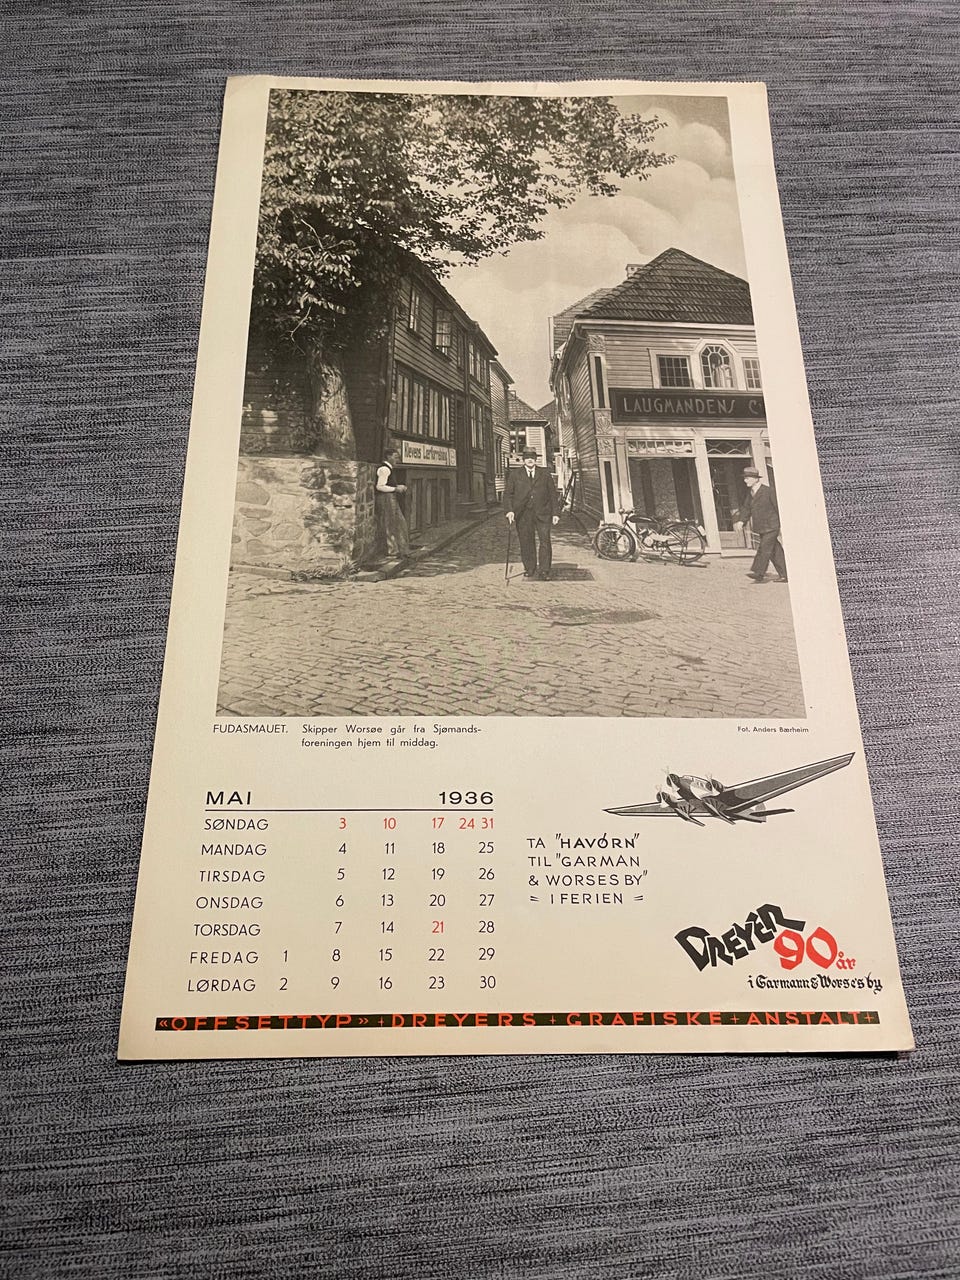 Klevens Lærforretning
LAUGMANDENS C
FUDASMAUET. Skipper Worsøe går fra Sjømands-
foreningen hjem til middag.
Fot. Anders Bærheim
MAI 1936
SØNDAG 3 10 17 24 31
MANDAG 4 11 18 25
TIRSDAG 5 12 19 26
ONSDAG 6 13 20 27
TORSDAG 7 14 21 28
FREDAG 1 8 15 22 29
LØRDAG 2 9 16 23 30
TA "HAVÖRN"
TIL "GARMAN
& WORSES BY"
= I FERIEN =
DREYER
90 år
i Garmann & Worse's by
«OFFSETTYP» + DREYERS + GRAFISKE + ANSTALT +